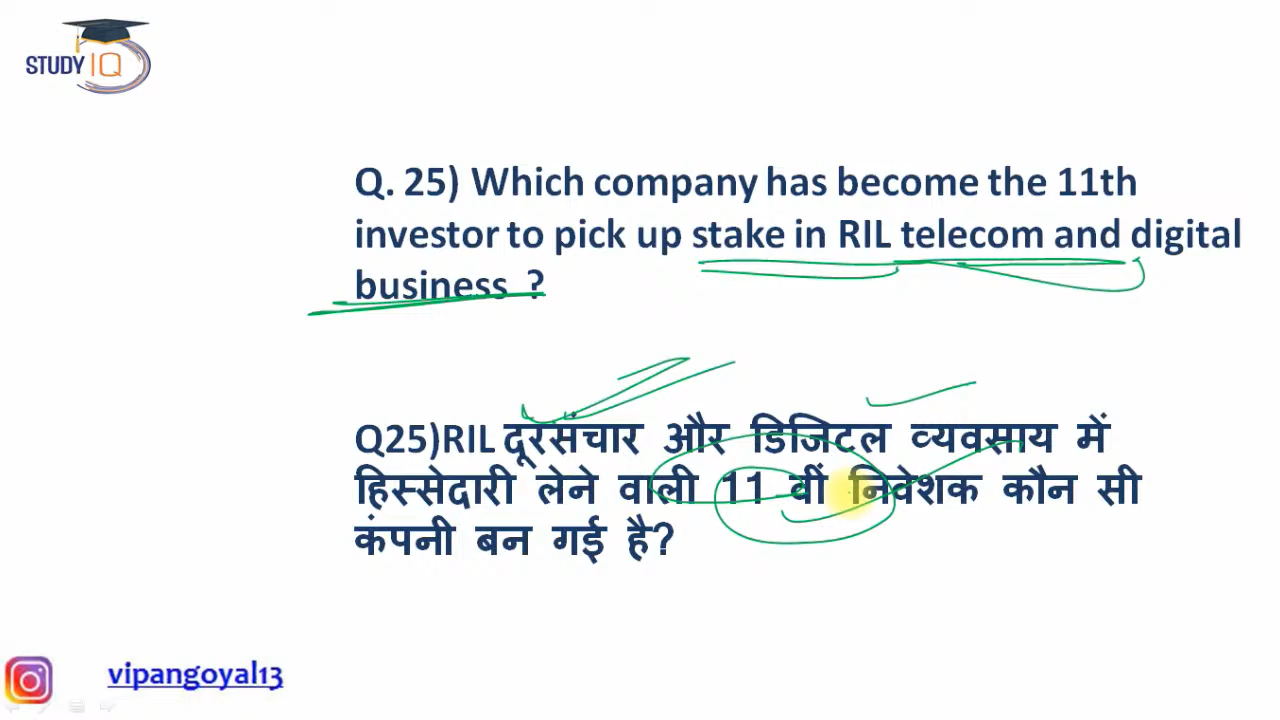 STUDY IQ
Q. 25) Which company has become the 11th
investor to pick up stake in RIL telecom and digital
business ?
Q25)RIL दूरसंचार और डिजिटल व्यवसाय में
हिस्सेदारी लेने वाली 11 वीं निवेशक कौन सी
कंपनी बन गई है?
vipangoyal13